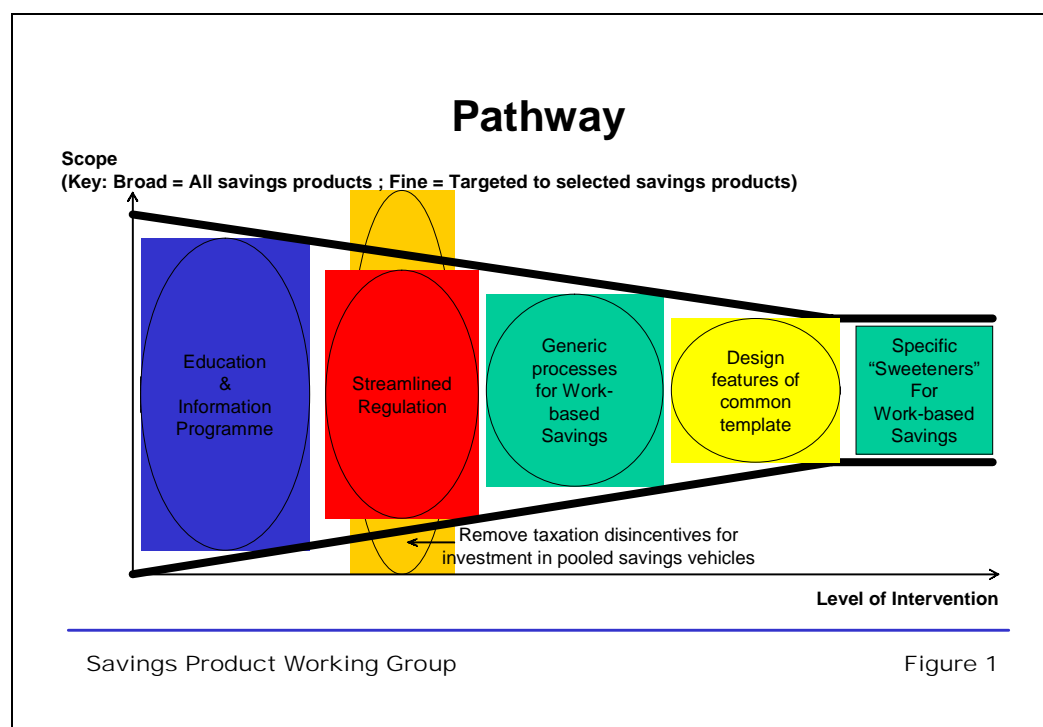 Pathway
Scope
(Key: Broad = All savings products ; Fine = Targeted to selected savings products)
Education
&
Information
Programme
Streamlined
Regulation
Generic
processes
for Work-
based
Savings
Design
features of
common
template
Specific
“Sweeteners”
For
Work-based
Savings
Remove taxation disincentives for
investment in pooled savings vehicles
Level of Intervention
Savings Product Working Group
Figure 1